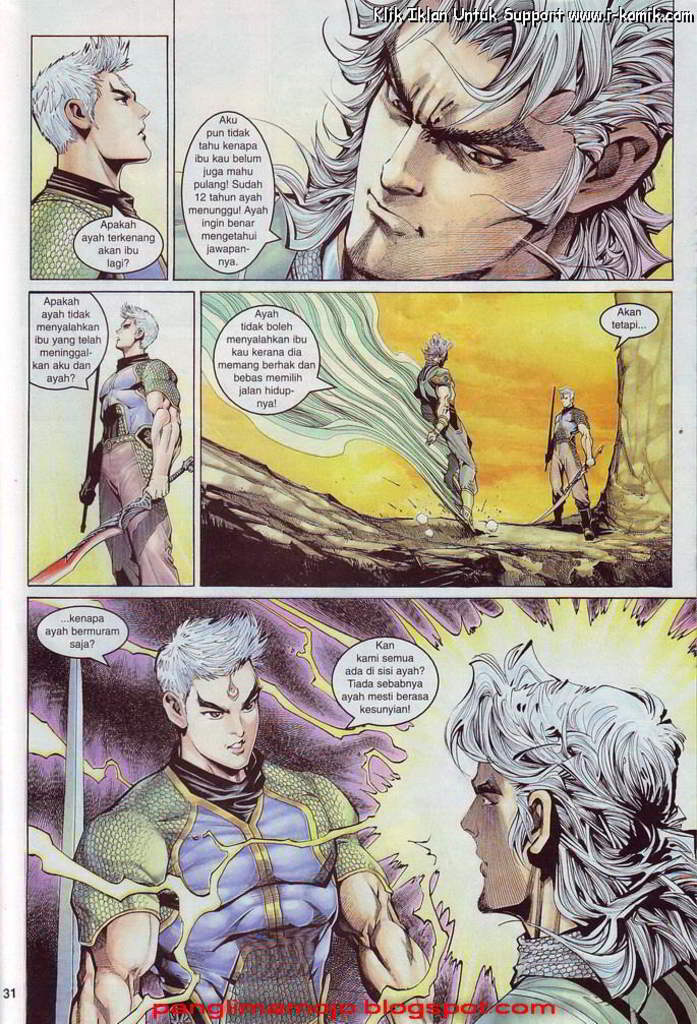 Klik Iklan Untuk Support www.i-komik.com
Apakah
ayah terkenang
akan ibu
lagi?
Aku
pun tidak
tahu kenapa
ibu kau belum
juga mahu
pulang! Sudah
12 tahun ayah
menunggu! Ayah
ingin benar
mengetahui
jawapan-
nya.
Apakah
ayah tidak
menyalahkan
ibu yang telah
meninggal-
kan aku dan
ayah?
Ayah
tidak boleh
menyalahkan ibu
kau kerana dia
memang berhak dan
bebas memilih
jalan hidup-
nya!
Akan
tetapi...
...kenapa
ayah bermuram
saja?
Kan
kami semua
ada di sisi ayah?
Tiada sebabnya
ayah mesti berasa
kesunyian!
31
panglimamojo.blogspot.com